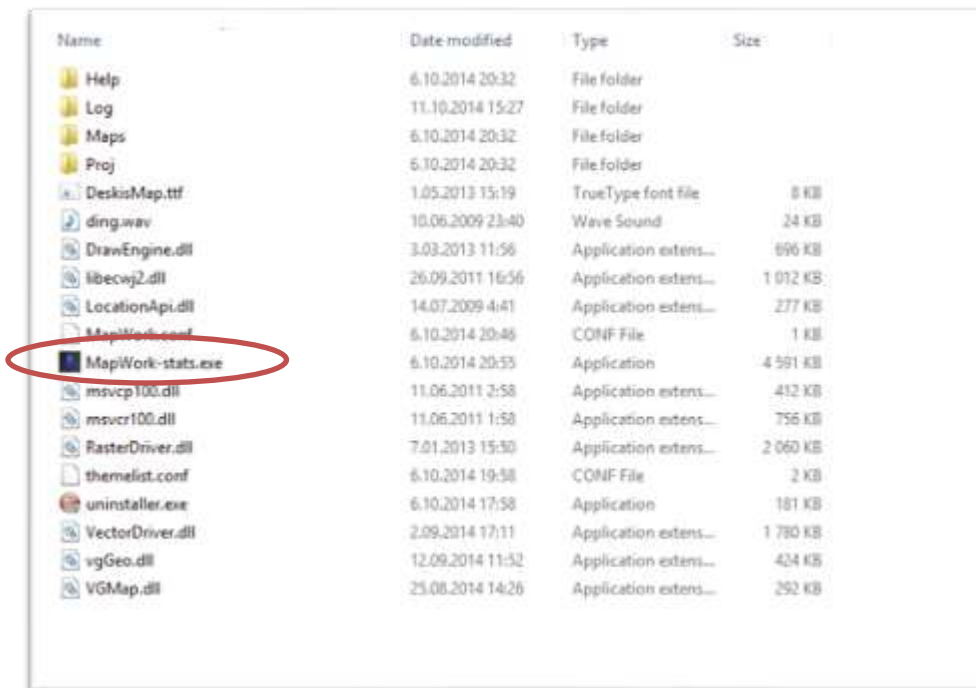 Name Date modified Type Size
Help 6.10.2014 20:32 File folder
Log 11.10.2014 15:27 File folder
Maps 6.10.2014 20:32 File folder
Proj 6.10.2014 20:32 File folder
DeskisMap.ttf 1.05.2013 15:19 TrueType font file 8 KB
ding.wav 10.06.2009 23:40 Wave Sound 24 KB
DrawEngine.dll 3.03.2013 11:56 Application extens... 696 KB
libecwj2.dll 26.09.2011 16:56 Application extens... 1 012 KB
LocationApi.dll 14.07.2009 4:41 Application extens... 277 KB
MapWork.conf 6.10.2014 20:46 CONF File 1 KB
MapWork-stats.exe 6.10.2014 20:55 Application 4 591 KB
msvcp100.dll 11.06.2011 2:58 Application extens... 412 KB
msvcr100.dll 11.06.2011 1:58 Application extens... 756 KB
RasterDriver.dll 7.01.2013 15:50 Application extens... 2 060 KB
themelist.conf 6.10.2014 19:58 CONF File 2 KB
uninstaller.exe 6.10.2014 17:58 Application 181 KB
VectorDriver.dll 2.09.2014 17:11 Application extens... 1 780 KB
vgGeo.dll 12.09.2014 11:52 Application extens... 424 KB
VGMap.dll 25.08.2014 14:26 Application extens... 292 KB